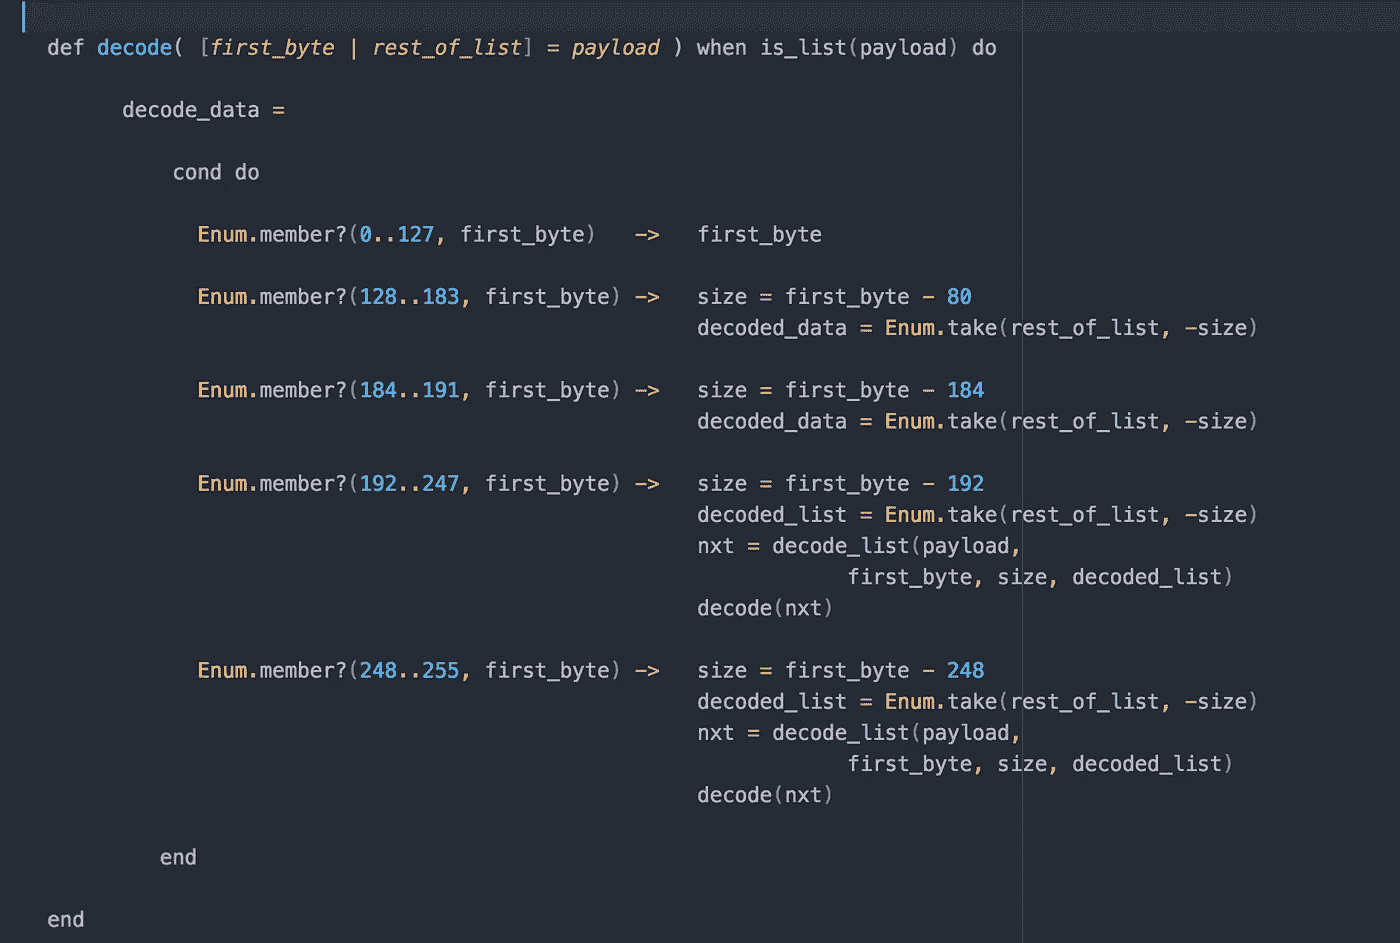 def decode( [first_byte | rest_of_list] = payload ) when is_list(payload) do
decode_data =
cond do
Enum.member?(0..127, first_byte) -> first_byte
Enum.member?(128..183, first_byte) -> size = first_byte - 80
decoded_data = Enum.take(rest_of_list, -size)
Enum.member?(184..191, first_byte) -> size = first_byte - 184
decoded_data = Enum.take(rest_of_list, -size)
Enum.member?(192..247, first_byte) -> size = first_byte - 192
decoded_list = Enum.take(rest_of_list, -size)
nxt = decode_list(payload,
first_byte, size, decoded_list)
decode(nxt)
Enum.member?(248..255, first_byte) -> size = first_byte - 248
decoded_list = Enum.take(rest_of_list, -size)
nxt = decode_list(payload,
first_byte, size, decoded_list)
decode(nxt)
end
end